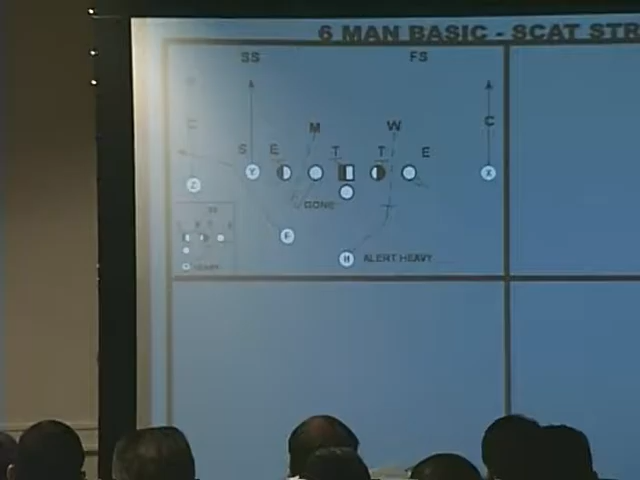 6 MAN BASIC - SCAT STR
SS FS
C C
M W
S E T T E
Y X
Z
GONE
F
H ALERT HEAVY